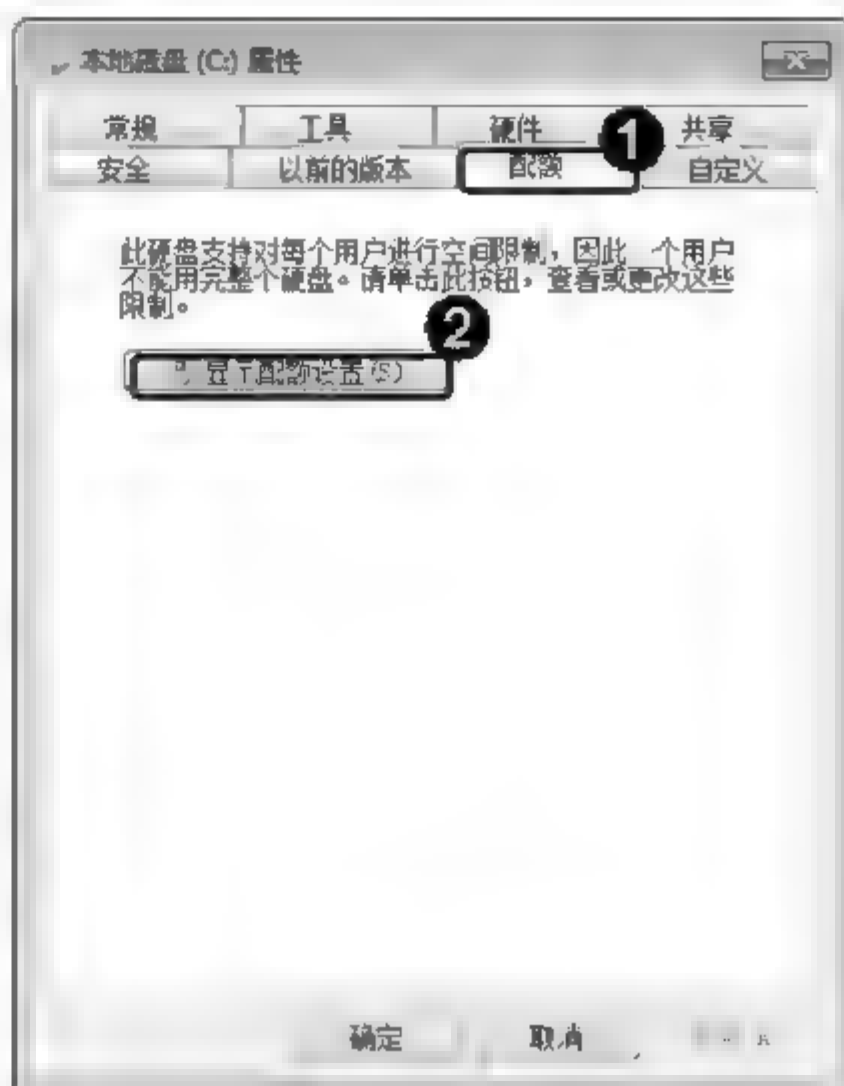 本地磁盘 (C:) 属性
常规 工具 硬件 1 共享
安全 以前的版本 配额 自定义
此硬盘支持对每个用户进行空间限制，因此 个用户
不能用完整个硬盘。请单击此按钮，查看或更改这些
限制。
2
显示配额设置(S)
确定 取消